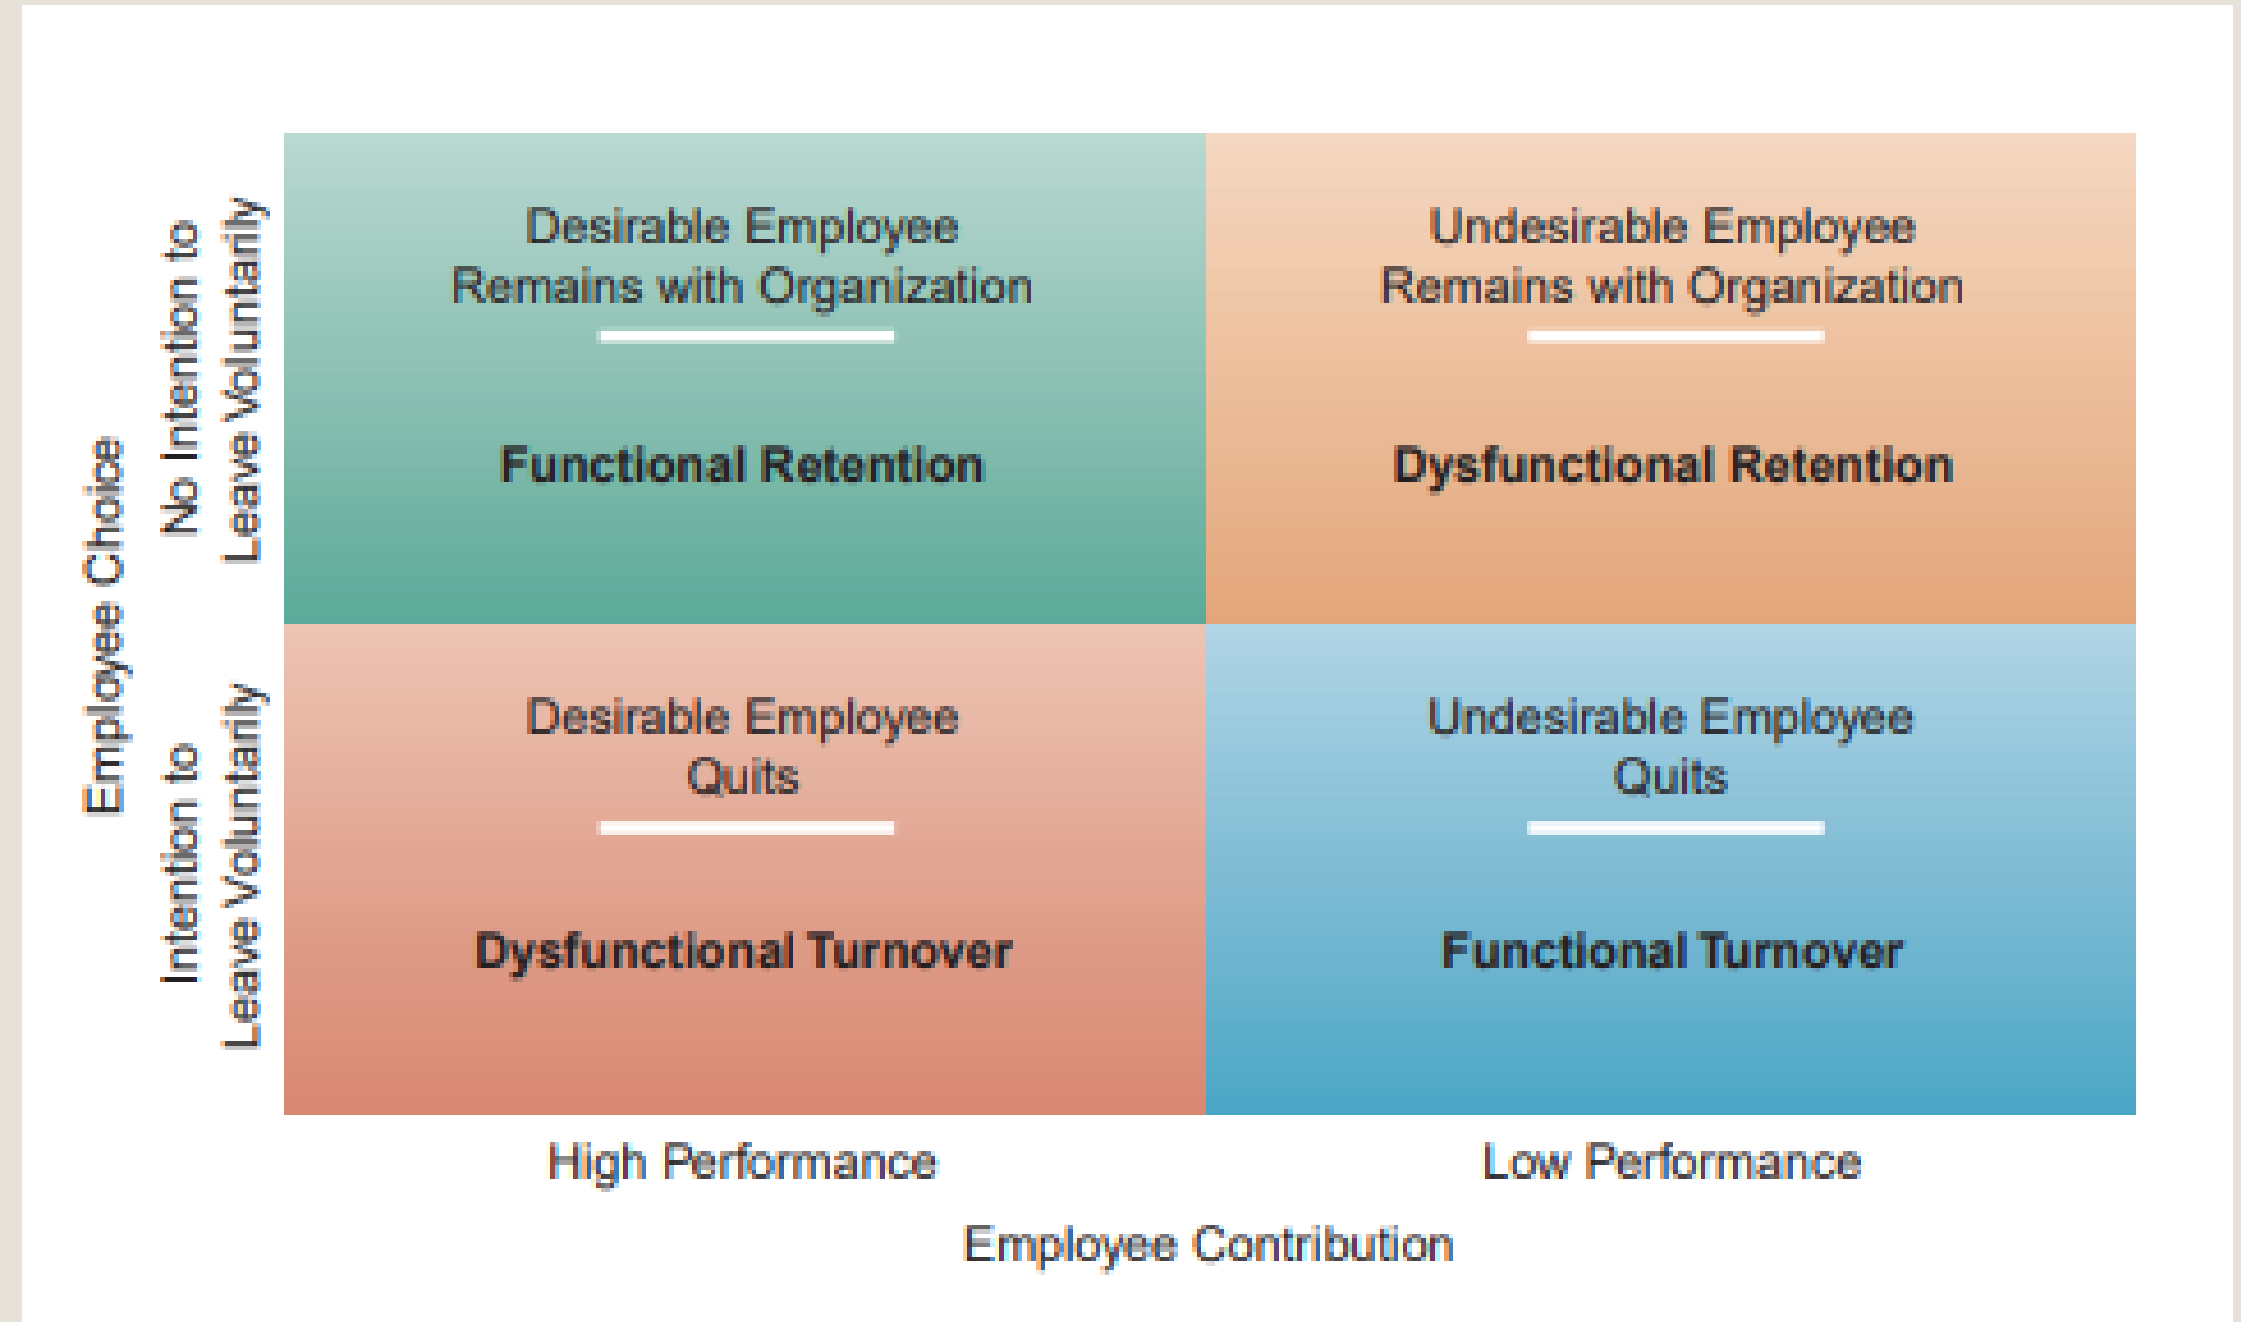 Employee Choice
No Intention to
Leave Voluntarily
Desirable Employee
Remains with Organization
Functional Retention
Undesirable Employee
Remains with Organization
Dysfunctional Retention
Intention to
Leave Voluntarily
Desirable Employee
Quits
Dysfunctional Turnover
Undesirable Employee
Quits
Functional Turnover
High Performance
Low Performance
Employee Contribution